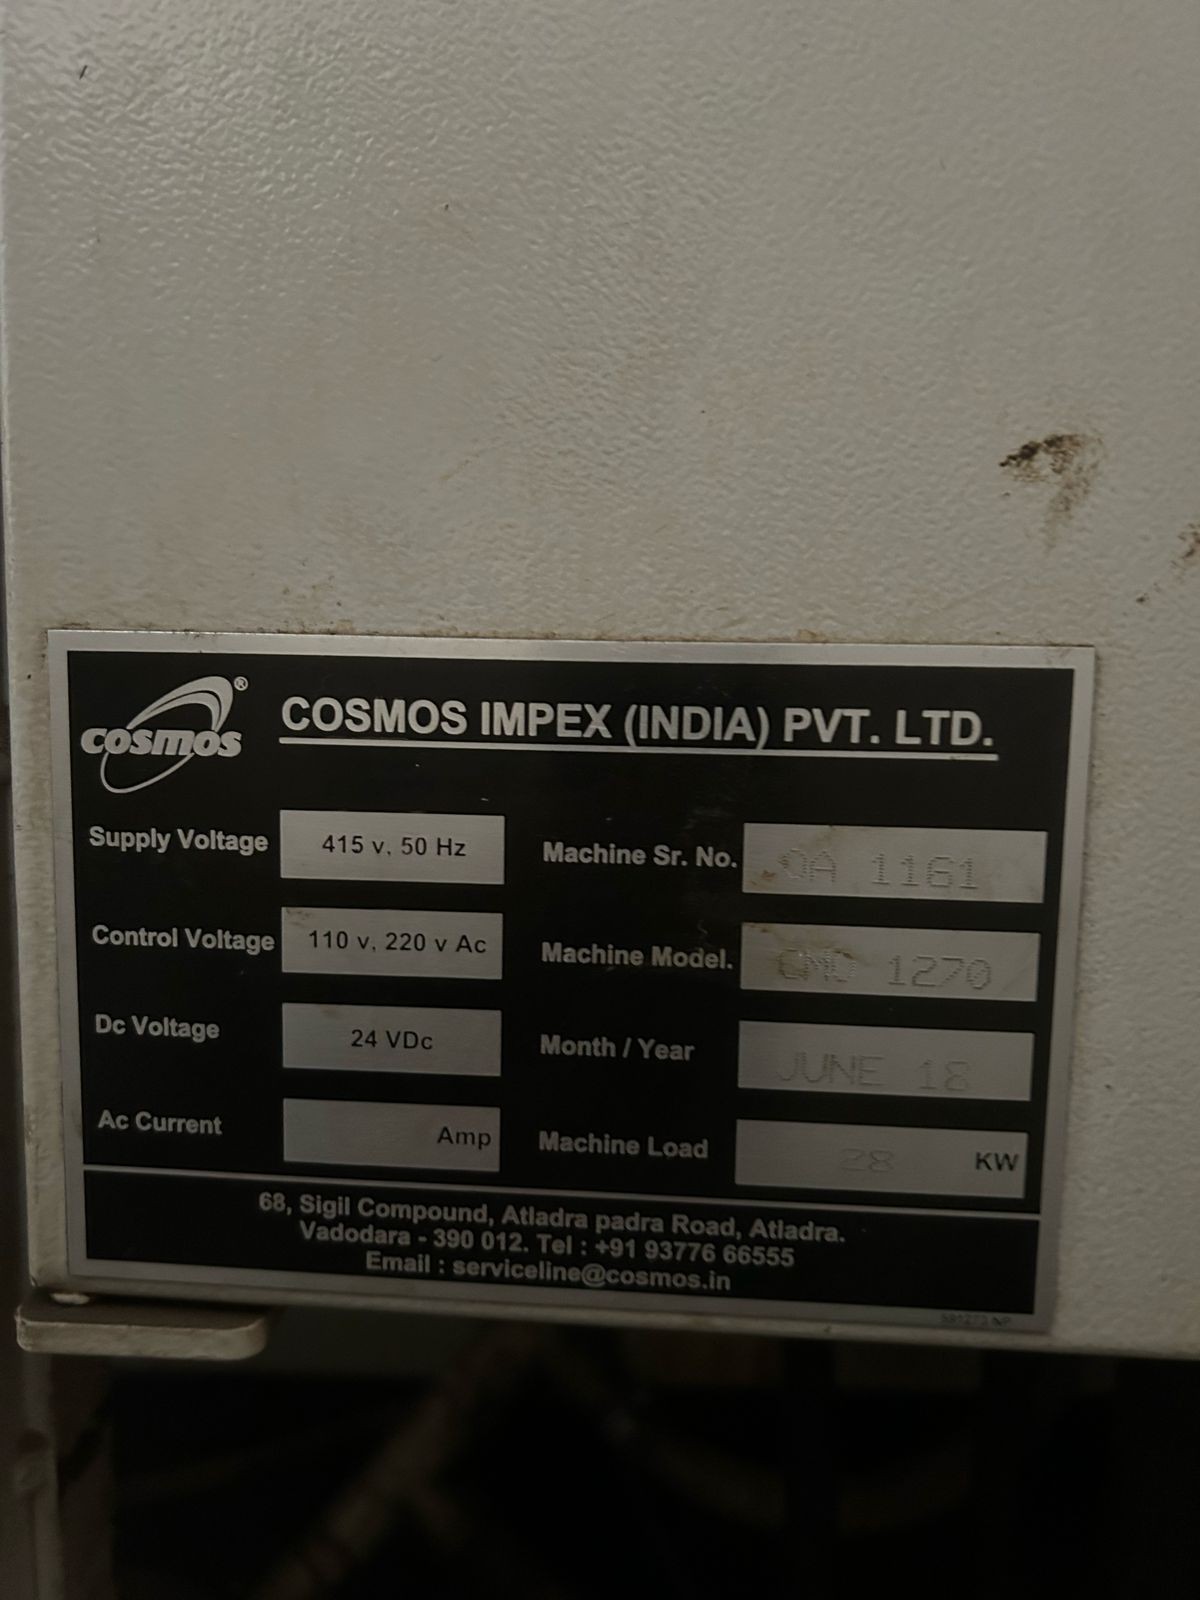 cosmos ®
COSMOS IMPEX (INDIA) PVT. LTD.
Supply Voltage 415 v, 50 Hz
Machine Sr. No. OA 1161
Control Voltage 110 v, 220 v Ac
Machine Model. 1270
Dc Voltage 24 VDc
Month / Year JUNE 18
Ac Current Amp
Machine Load 28 KW
68, Sigil Compound, Atladra padra Road, Atladra.
Vadodara - 390 012. Tel : +91 93776 66555
Email : serviceline@cosmos.in